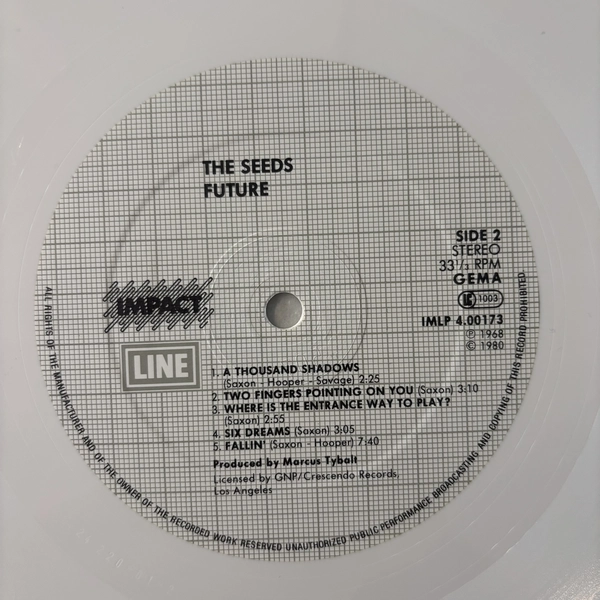 THE SEEDS
FUTURE
SIDE 2
STEREO
33 1/3 RPM
GEMA
LC 1003
IMPACT
IMLP 4.00173
Ⓟ 1968
© 1980
LINE
1. A THOUSAND SHADOWS
(Saxon - Hooper - Savage) 2:25
2. TWO FINGERS POINTING ON YOU (Saxon) 3:10
3. WHERE IS THE ENTRANCE WAY TO PLAY?
(Saxon) 2:55
4. SIX DREAMS (Saxon) 3:05
5. FALLIN' (Saxon - Hooper) 7:40
Produced by Marcus Tybalt
Licensed by GNP/Crescendo Records,
Los Angeles
ALL RIGHTS OF THE MANUFACTURER AND OF THE OWNER OF THE RECORDED WORK RESERVED UNAUTHORIZED PUBLIC PERFORMANCE BROADCASTING AND COPYING OF THIS RECORD PROHIBITED